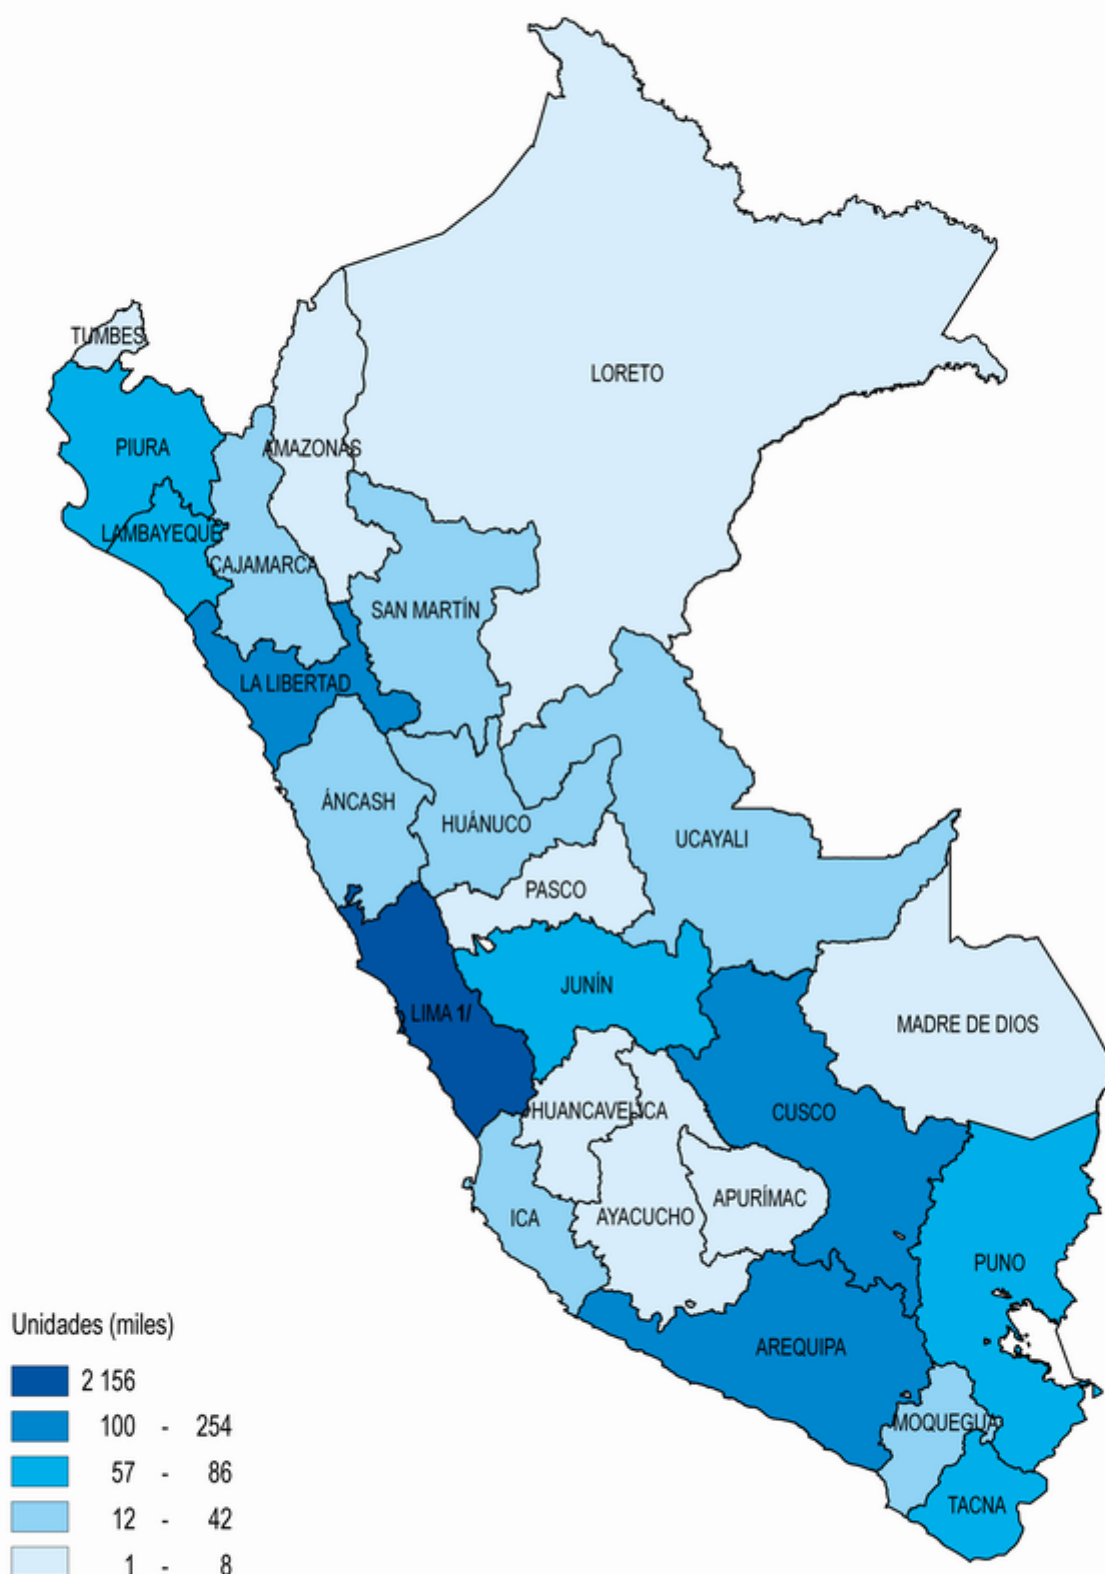 TUMBES
LORETO
PIURA
AMAZONAS
LAMBAYEQUE
CAJAMARCA
SAN MARTÍN
LA LIBERTAD
ÁNCASH
HUÁNUCO
UCAYALI
PASCO
JUNÍN
LIMA 1/
MADRE DE DIOS
HUANCAVELICA
CUSCO
APURÍMAC
ICA
AYACUCHO
PUNO
AREQUIPA
MOQUEGUA
TACNA
Unidades (miles)
2 156
100 - 254
57 - 86
12 - 42
1 - 8